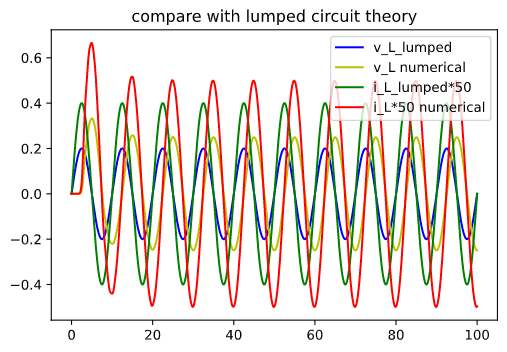 compare with lumped circuit theory
v_L_lumped
v_L numerical
i_L_lumped*50
i_L*50 numerical
0.6
0.4
0.2
0.0
−0.2
−0.4
0 20 40 60 80 100